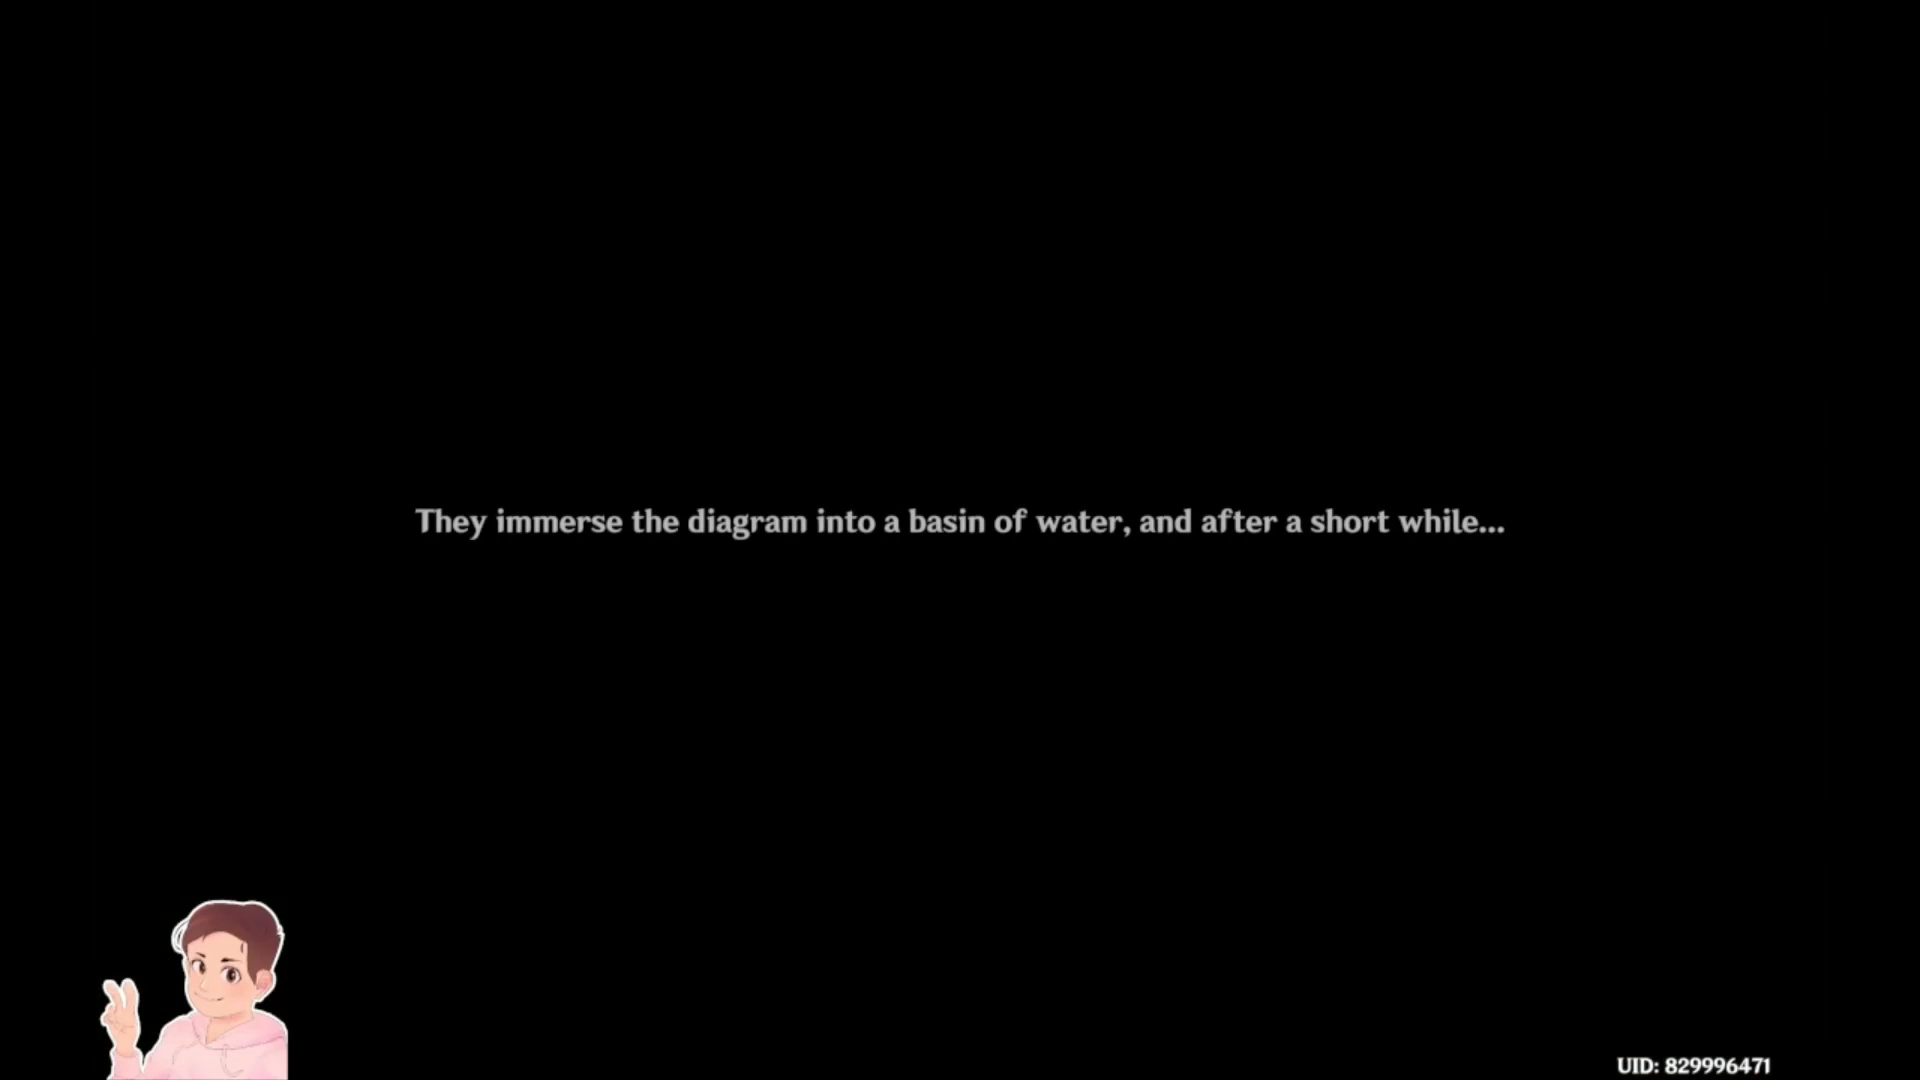 They immerse the diagram into a basin of water, and after a short while...
UID: 829996471